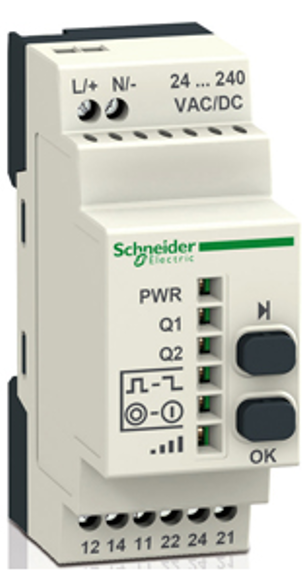 L/+ N/- 24 ... 240
VAC/DC
Schneider
Electric
PWR
Q1
Q2
OK
12 14 11 22 24 21